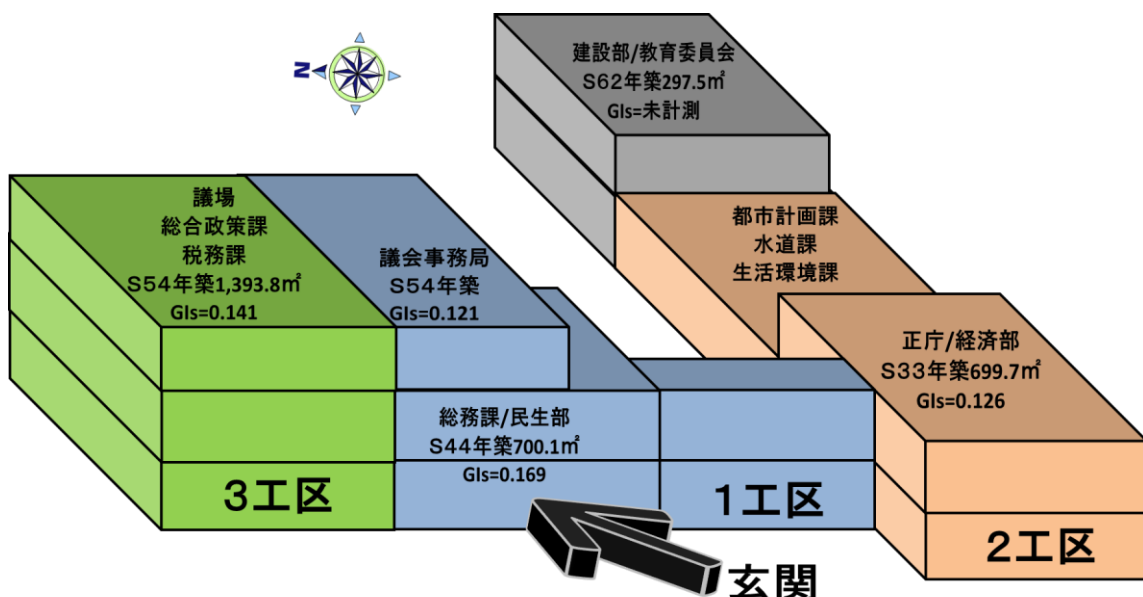 建設部/教育委員会
S62年築297.5㎡
GIs=未計測
N
議場
総合政策課
税務課
S54年築1,393.8㎡
GIs=0.141
議会事務局
S54年築
GIs=0.121
都市計画課
水道課
生活環境課
正庁/経済部
S33年築699.7㎡
GIs=0.126
総務課/民生部
S44年築700.1㎡
GIs=0.169
3工区
1工区
2工区
玄関